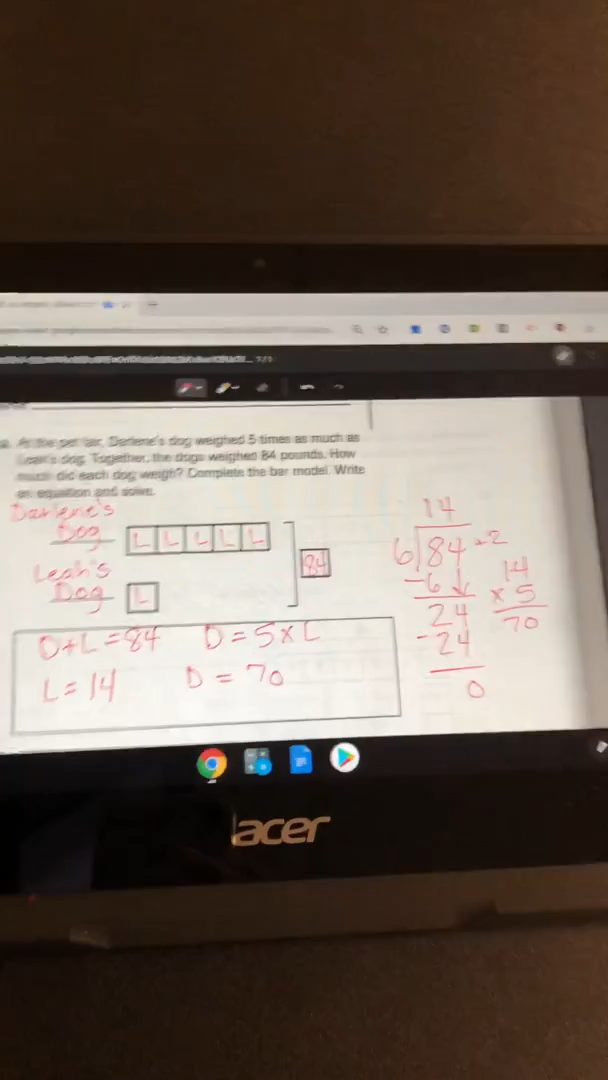 At the pet fair, Darlene's dog weighed 5 times as much as
Leah's dog. Together, the dogs weighed 84 pounds. How
much did each dog weigh? Complete the bar model. Write
an equation and solve.
Darlene's
Dog L L L L L
84
Leah's
Dog L
D+L=84 D=5×L
L=14 D=70
14
6 84
-6↓
24
-24
0
14
× 5
70
acer